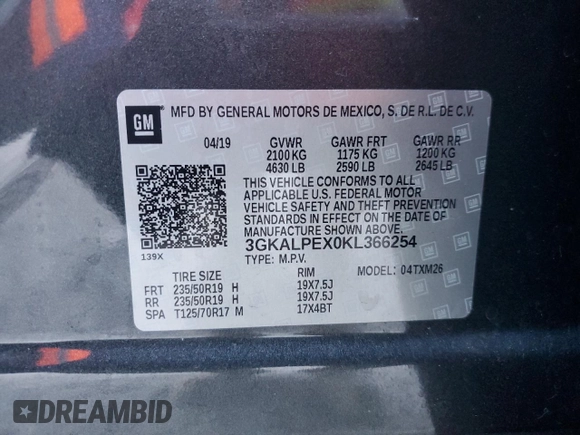 GM
MFD BY GENERAL MOTORS DE MEXICO, S. DE R.L. DE C.V.
04/19 GVWR GAWR FRT GAWR RR
2100 KG 1175 KG 1200 KG
4630 LB 2590 LB 2645 LB
THIS VEHICLE CONFORMS TO ALL
APPLICABLE U.S. FEDERAL MOTOR
VEHICLE SAFETY AND THEFT PREVENTION
STANDARDS IN EFFECT ON THE DATE OF
MANUFACTURE SHOWN ABOVE.
139X
3GKALPEX0KL366254
TYPE: M.P.V. MODEL: 04TXM26
TIRE SIZE RIM
FRT 235/50R19 H 19X7.5J
RR 235/50R19 H 19X7.5J
SPA T125/70R17 M 17X4BT
DREAMBID